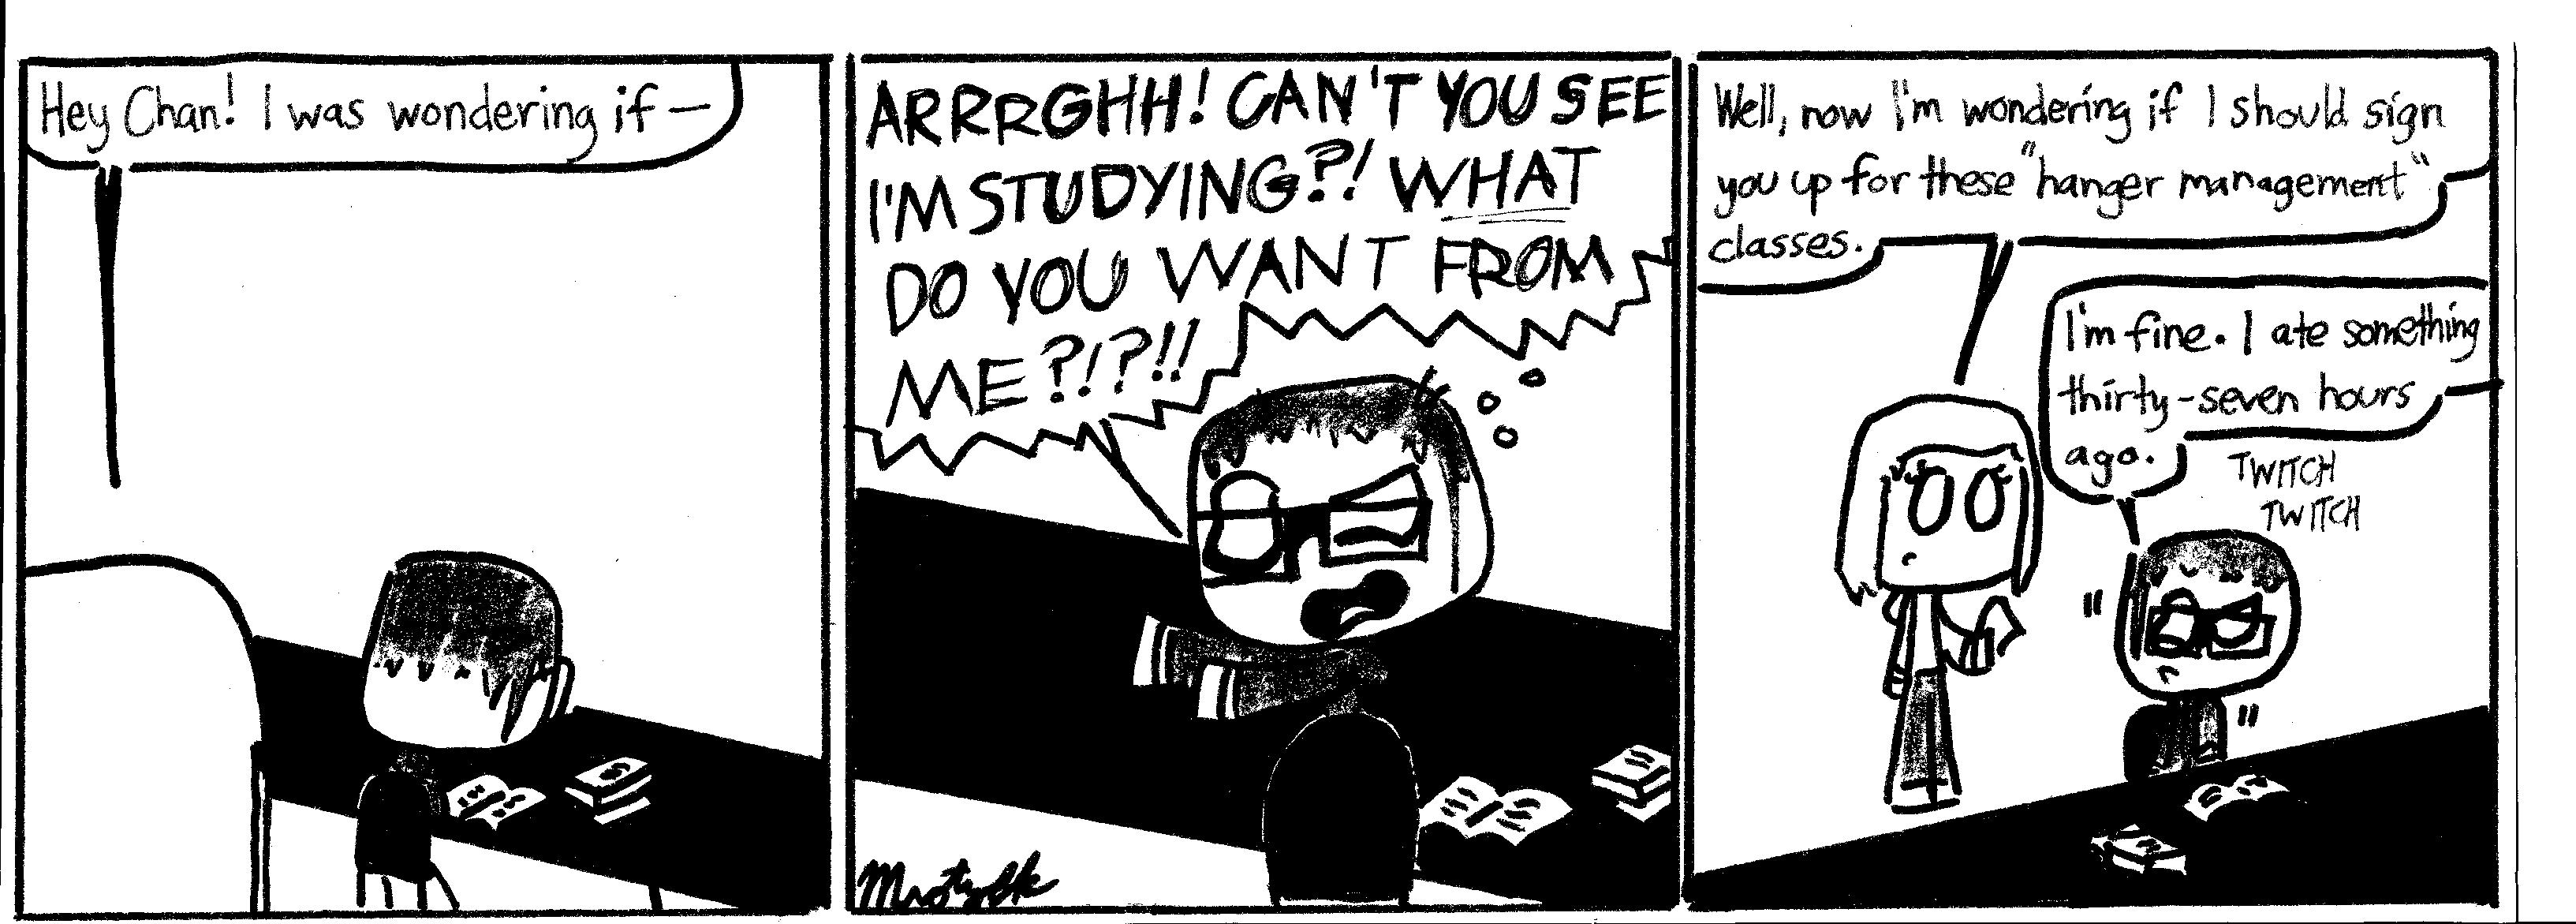 Hey Chan! I was wondering if —
ARRRGHH! CAN'T YOU SEE
I'M STUDYING?! WHAT
DO YOU WANT FROM
ME?!?!!
Well, now I'm wondering if I should sign
you up for these "hanger management"
classes.
I'm fine. I ate something
thirty-seven hours
ago.
TWITCH
TWITCH